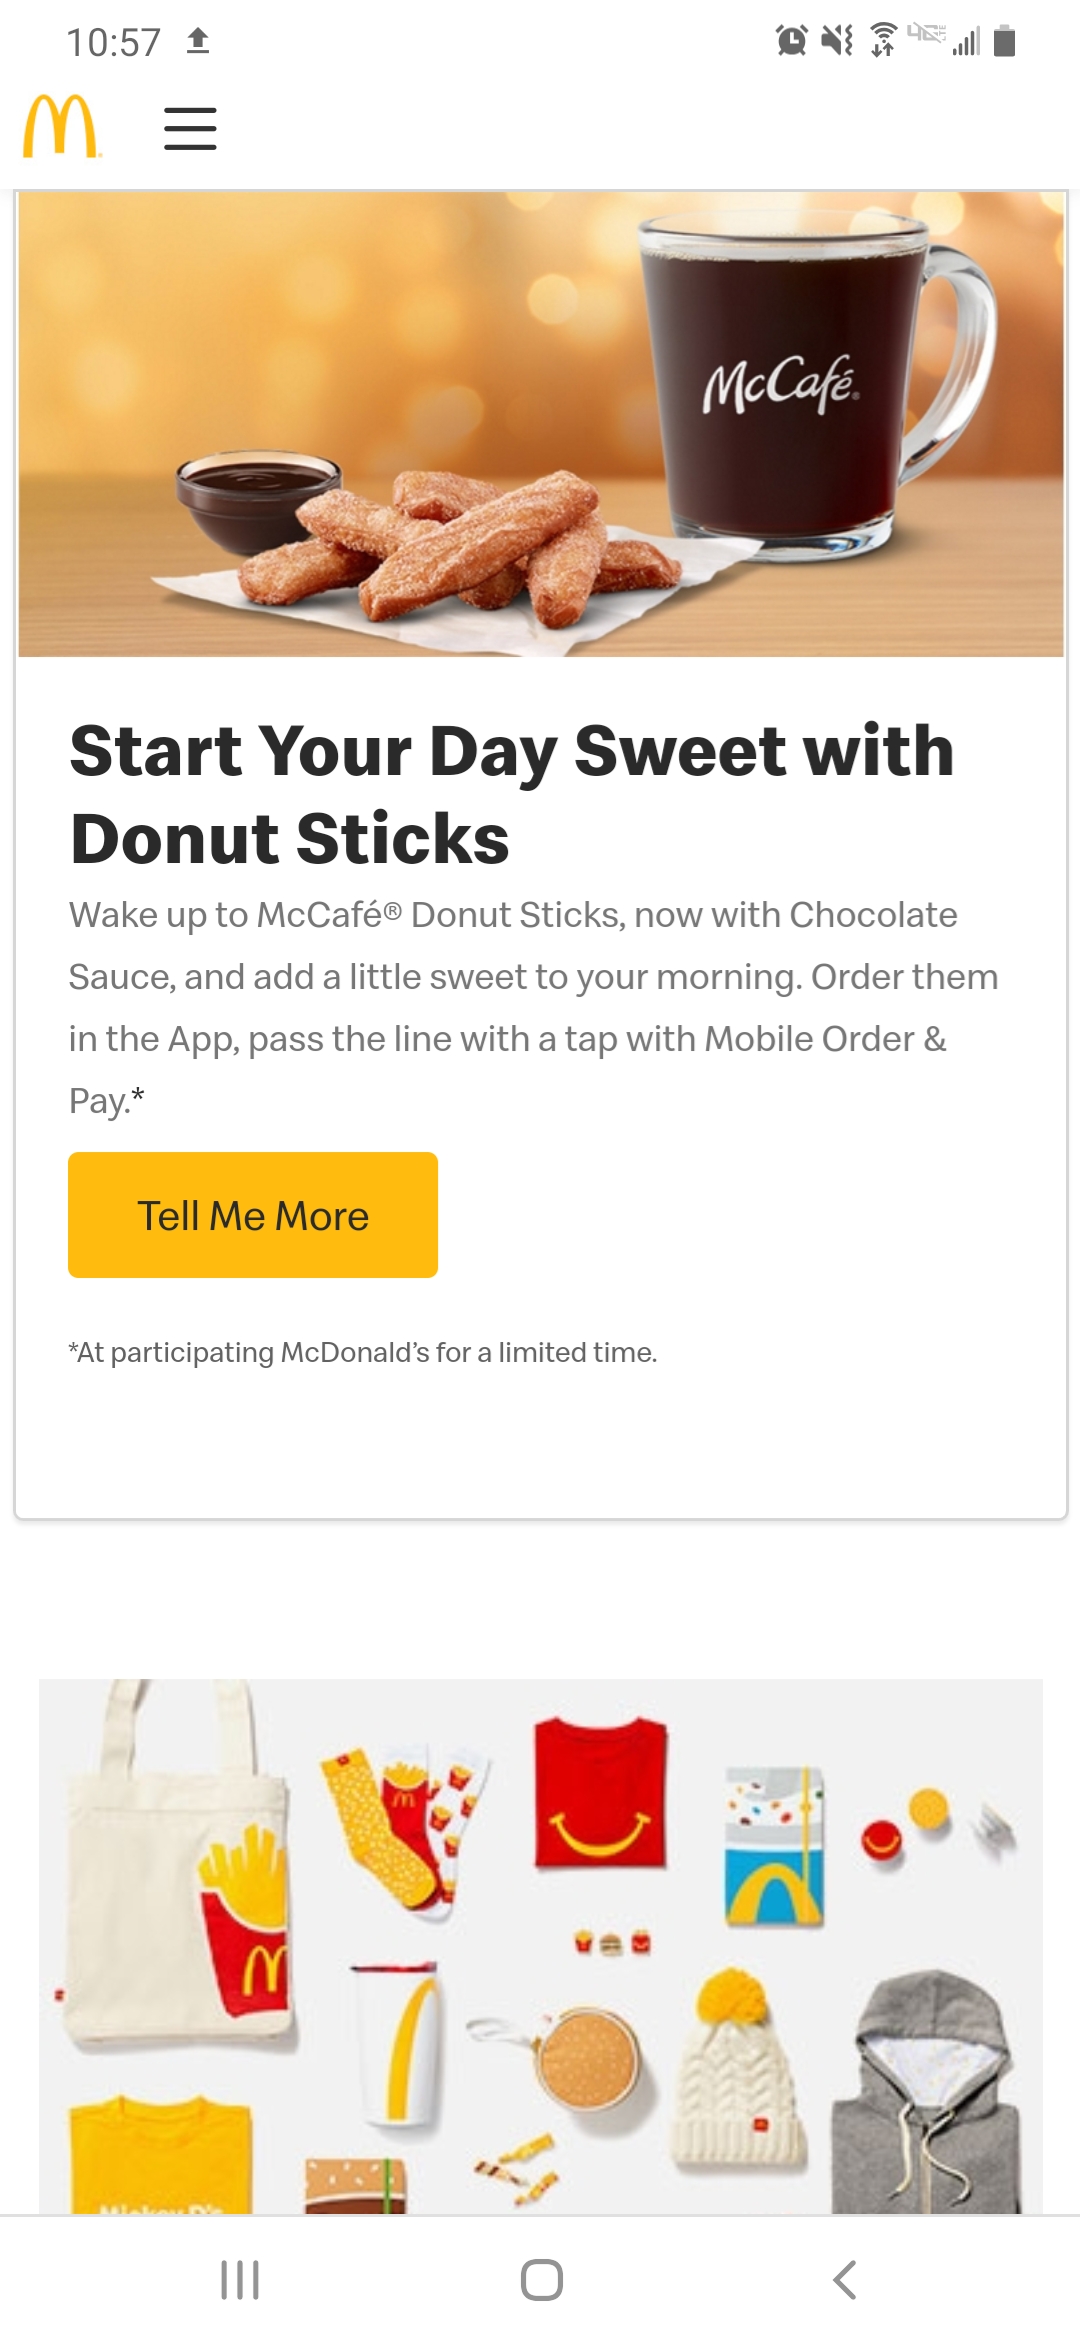 10:57
McCafé®
Start Your Day Sweet with
Donut Sticks
Wake up to McCafé® Donut Sticks, now with Chocolate
Sauce, and add a little sweet to your morning. Order them
in the App, pass the line with a tap with Mobile Order &
Pay.*
Tell Me More
*At participating McDonald’s for a limited time.